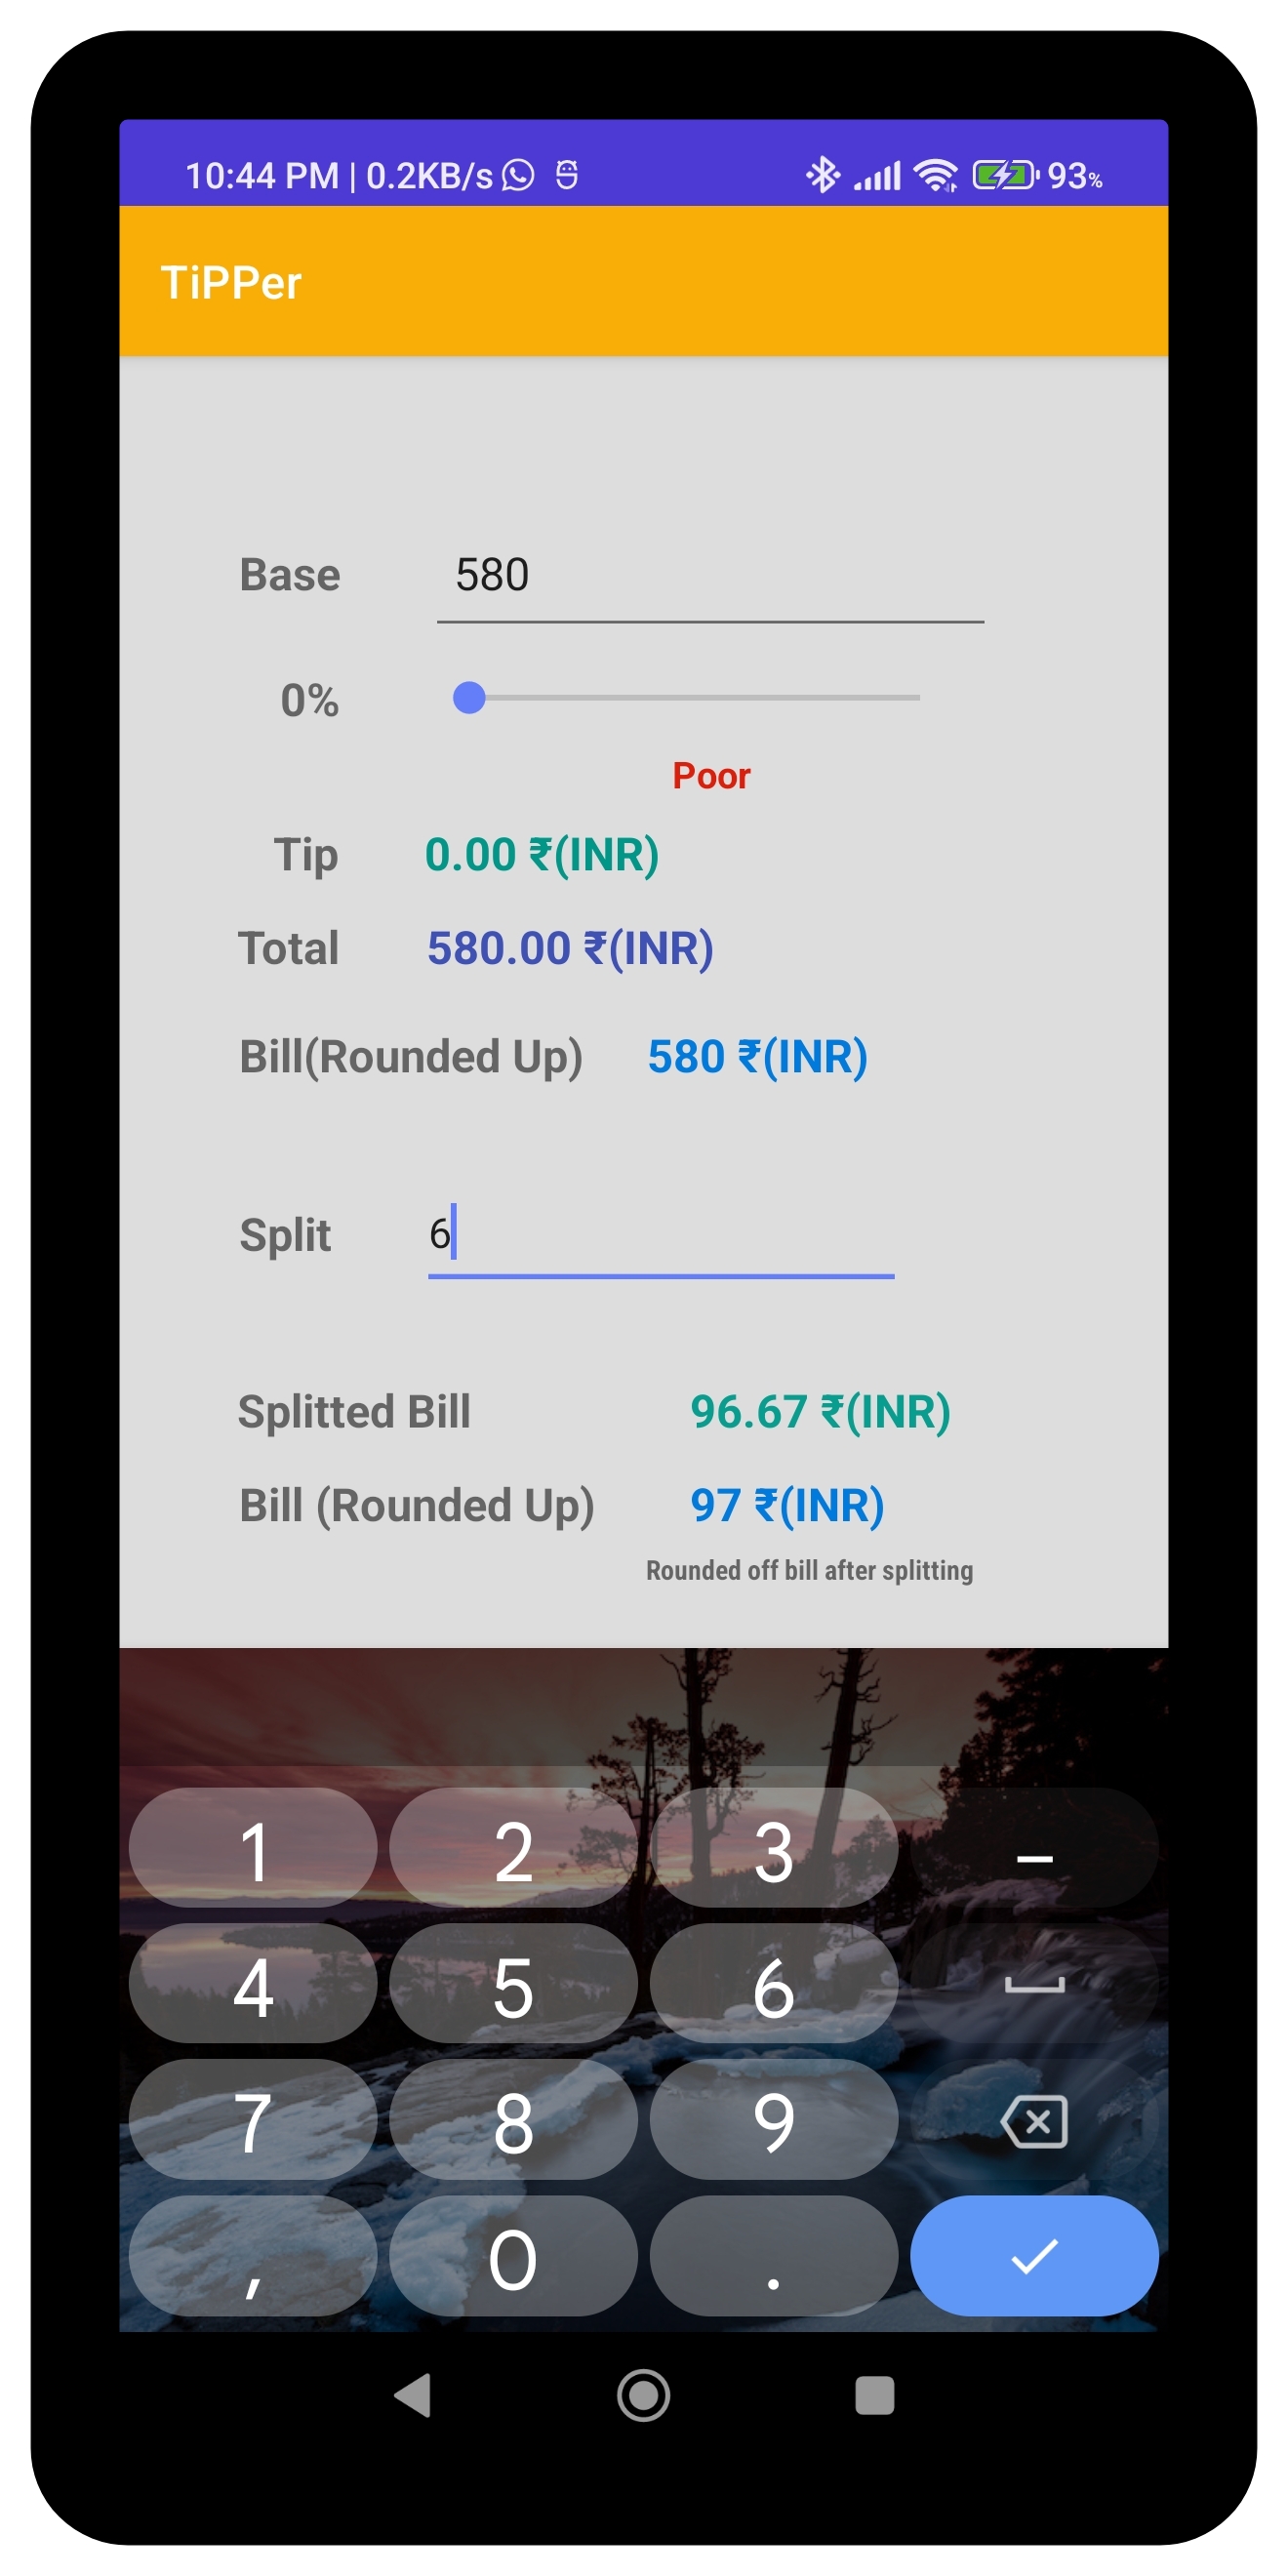 10:44 PM | 0.2KB/s 93%
TiPPer
Base 580
0%
Poor
Tip 0.00 ₹(INR)
Total 580.00 ₹(INR)
Bill(Rounded Up) 580 ₹(INR)
Split 6
Splitted Bill 96.67 ₹(INR)
Bill (Rounded Up) 97 ₹(INR)
Rounded off bill after splitting
1 2 3 –
4 5 6
7 8 9
, 0 .